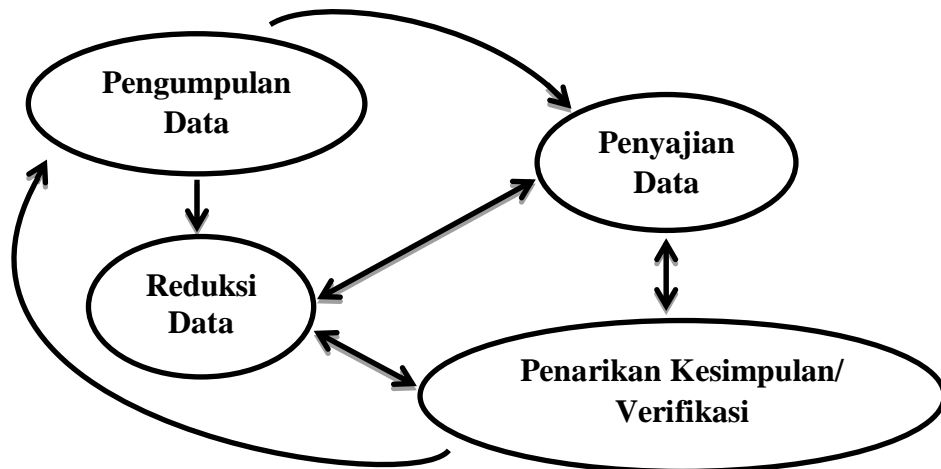 Pengumpulan
Data
Penyajian
Data
Reduksi
Data
Penarikan Kesimpulan/
Verifikasi